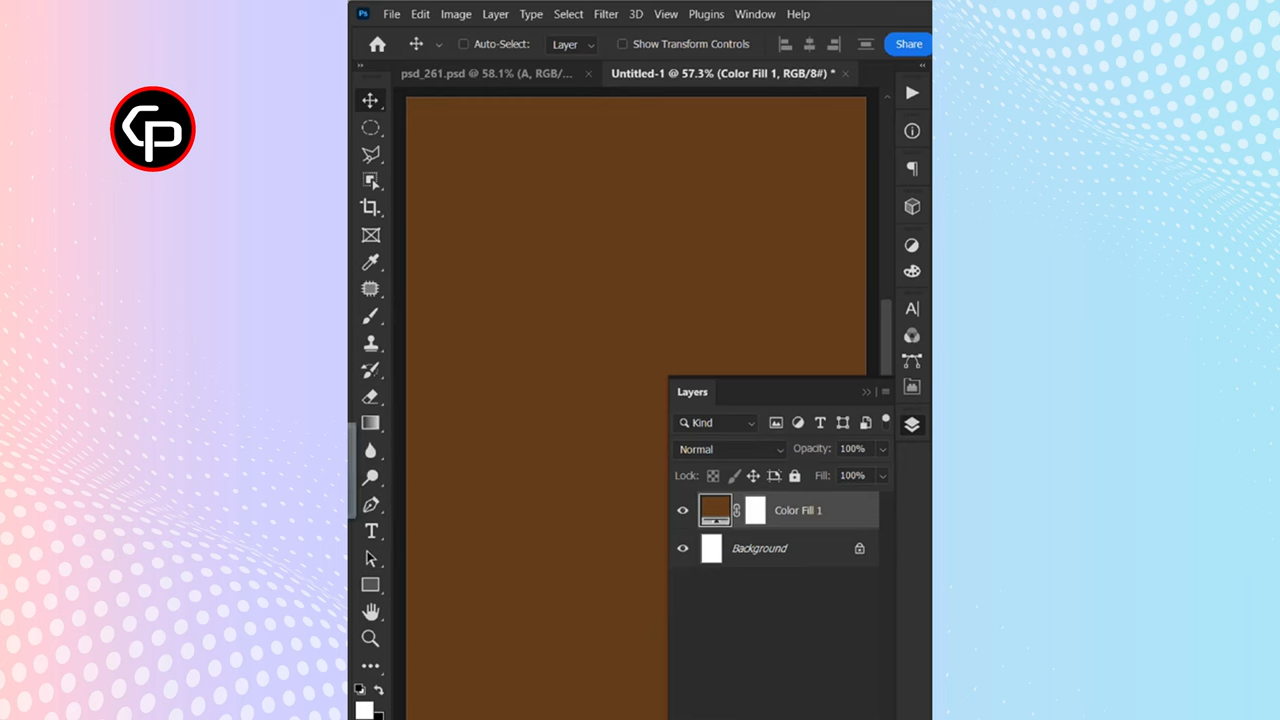 CP
Ps File Edit Image Layer Type Select Filter 3D View Plugins Window Help
Auto-Select: Layer Show Transform Controls Share
psd_261.psd @ 58.1% (A, RGB/... × Untitled-1 @ 57.3% (Color Fill 1, RGB/8#) * ×
Layers
Kind
Normal Opacity: 100%
Lock: Fill: 100%
Color Fill 1
Background